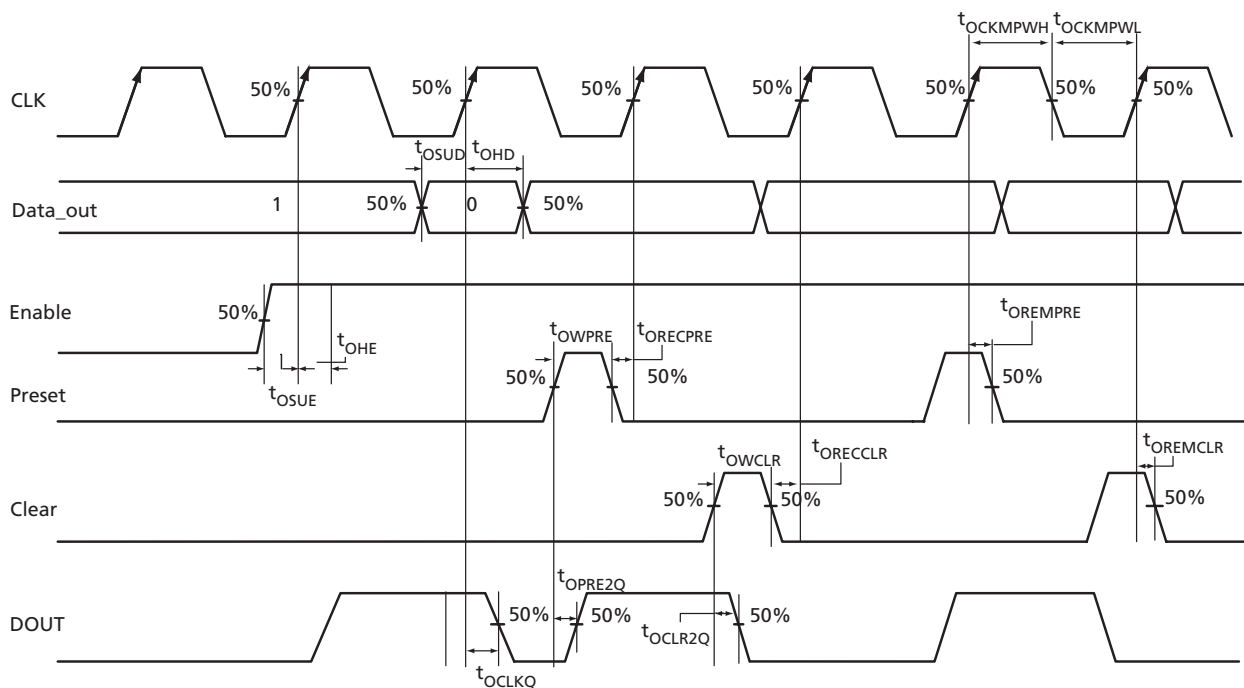 tOCKMPWH tOCKMPWL
CLK 50% 50% 50% 50% 50% 50% 50%
tOSUD tOHD
Data_out 1 50% 0 50%
Enable 50%
tOHE
tOSUE
tOWPRE tORECPRE tOREMPRE
Preset 50% 50% 50%
tOWCLR tORECCLR tOREMCLR
Clear 50% 50% 50%
tOPRE2Q
DOUT 50% 50% tOCLR2Q 50%
tOCLKQ